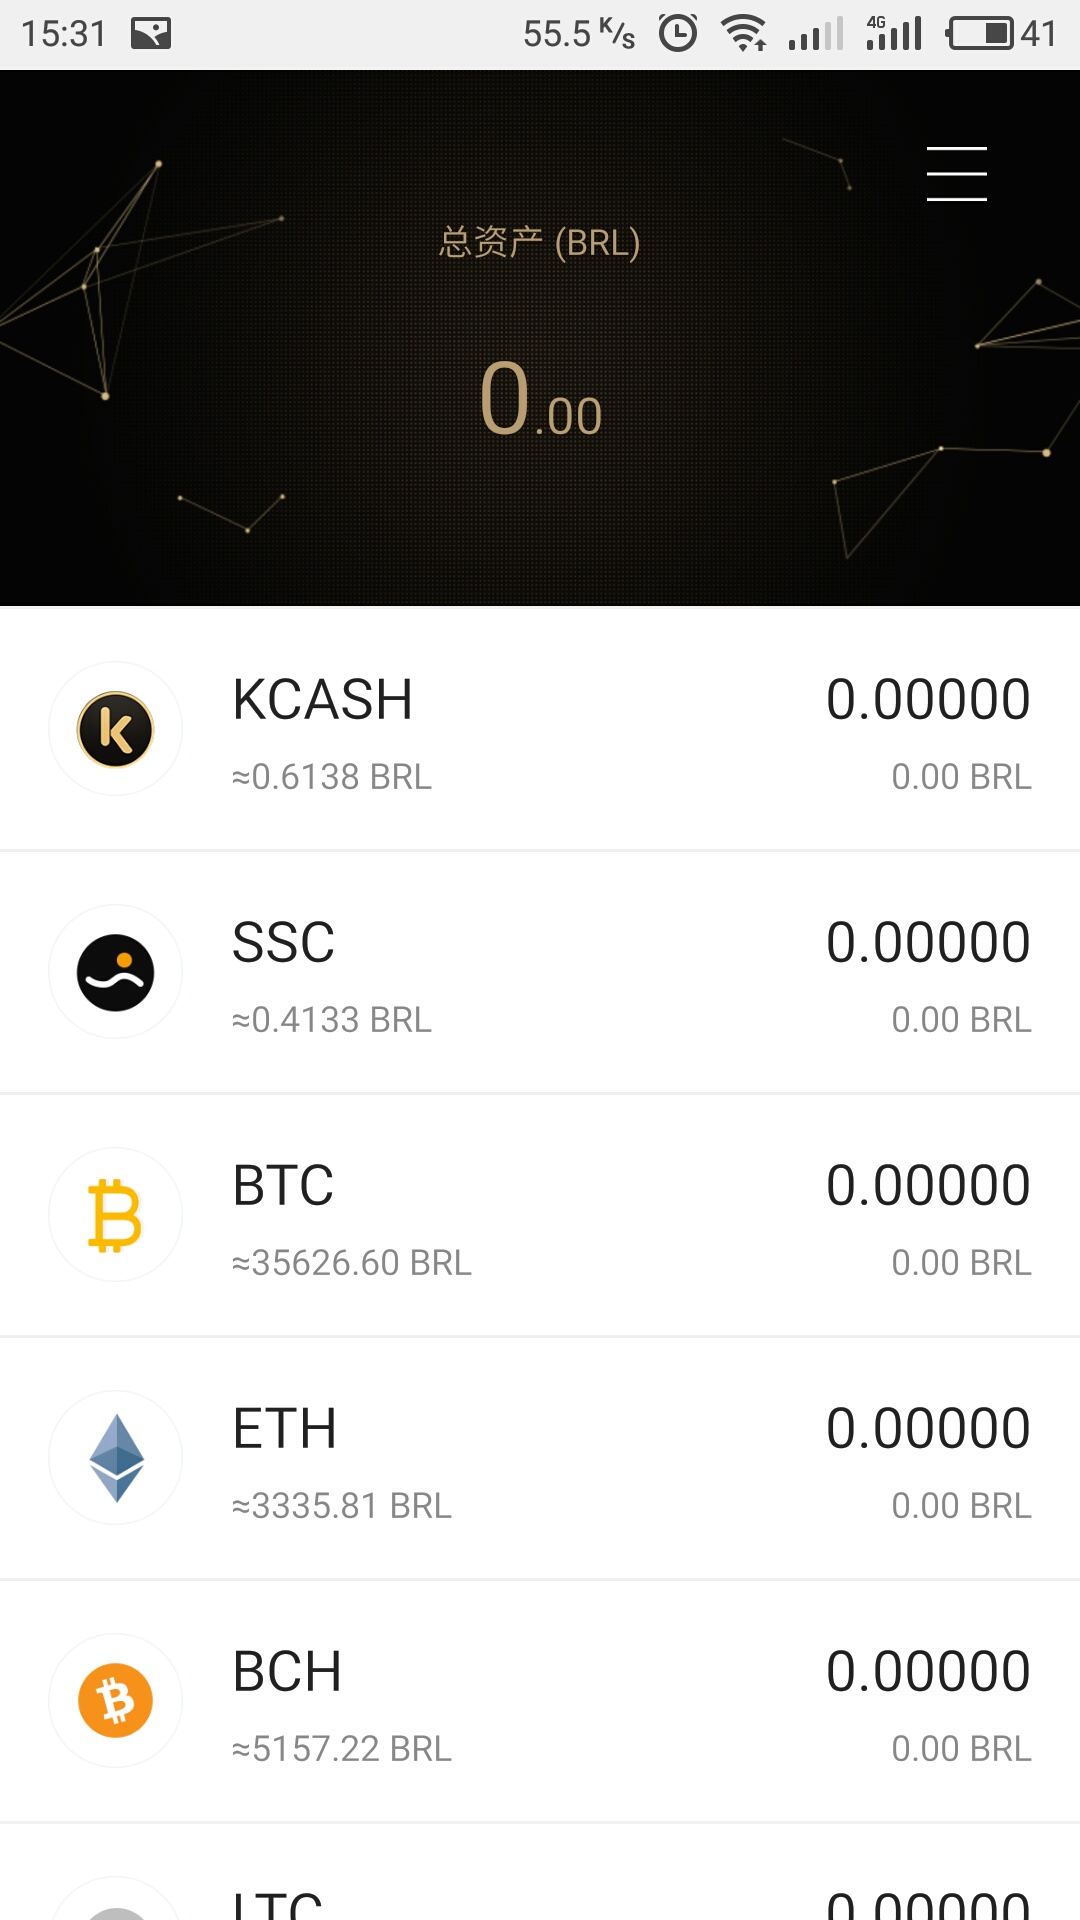 15:31 55.5 K/s 4G 41
总资产 (BRL)
0.00
KCASH 0.00000
≈0.6138 BRL 0.00 BRL
SSC 0.00000
≈0.4133 BRL 0.00 BRL
BTC 0.00000
≈35626.60 BRL 0.00 BRL
ETH 0.00000
≈3335.81 BRL 0.00 BRL
BCH 0.00000
≈5157.22 BRL 0.00 BRL
LTC 0.00000